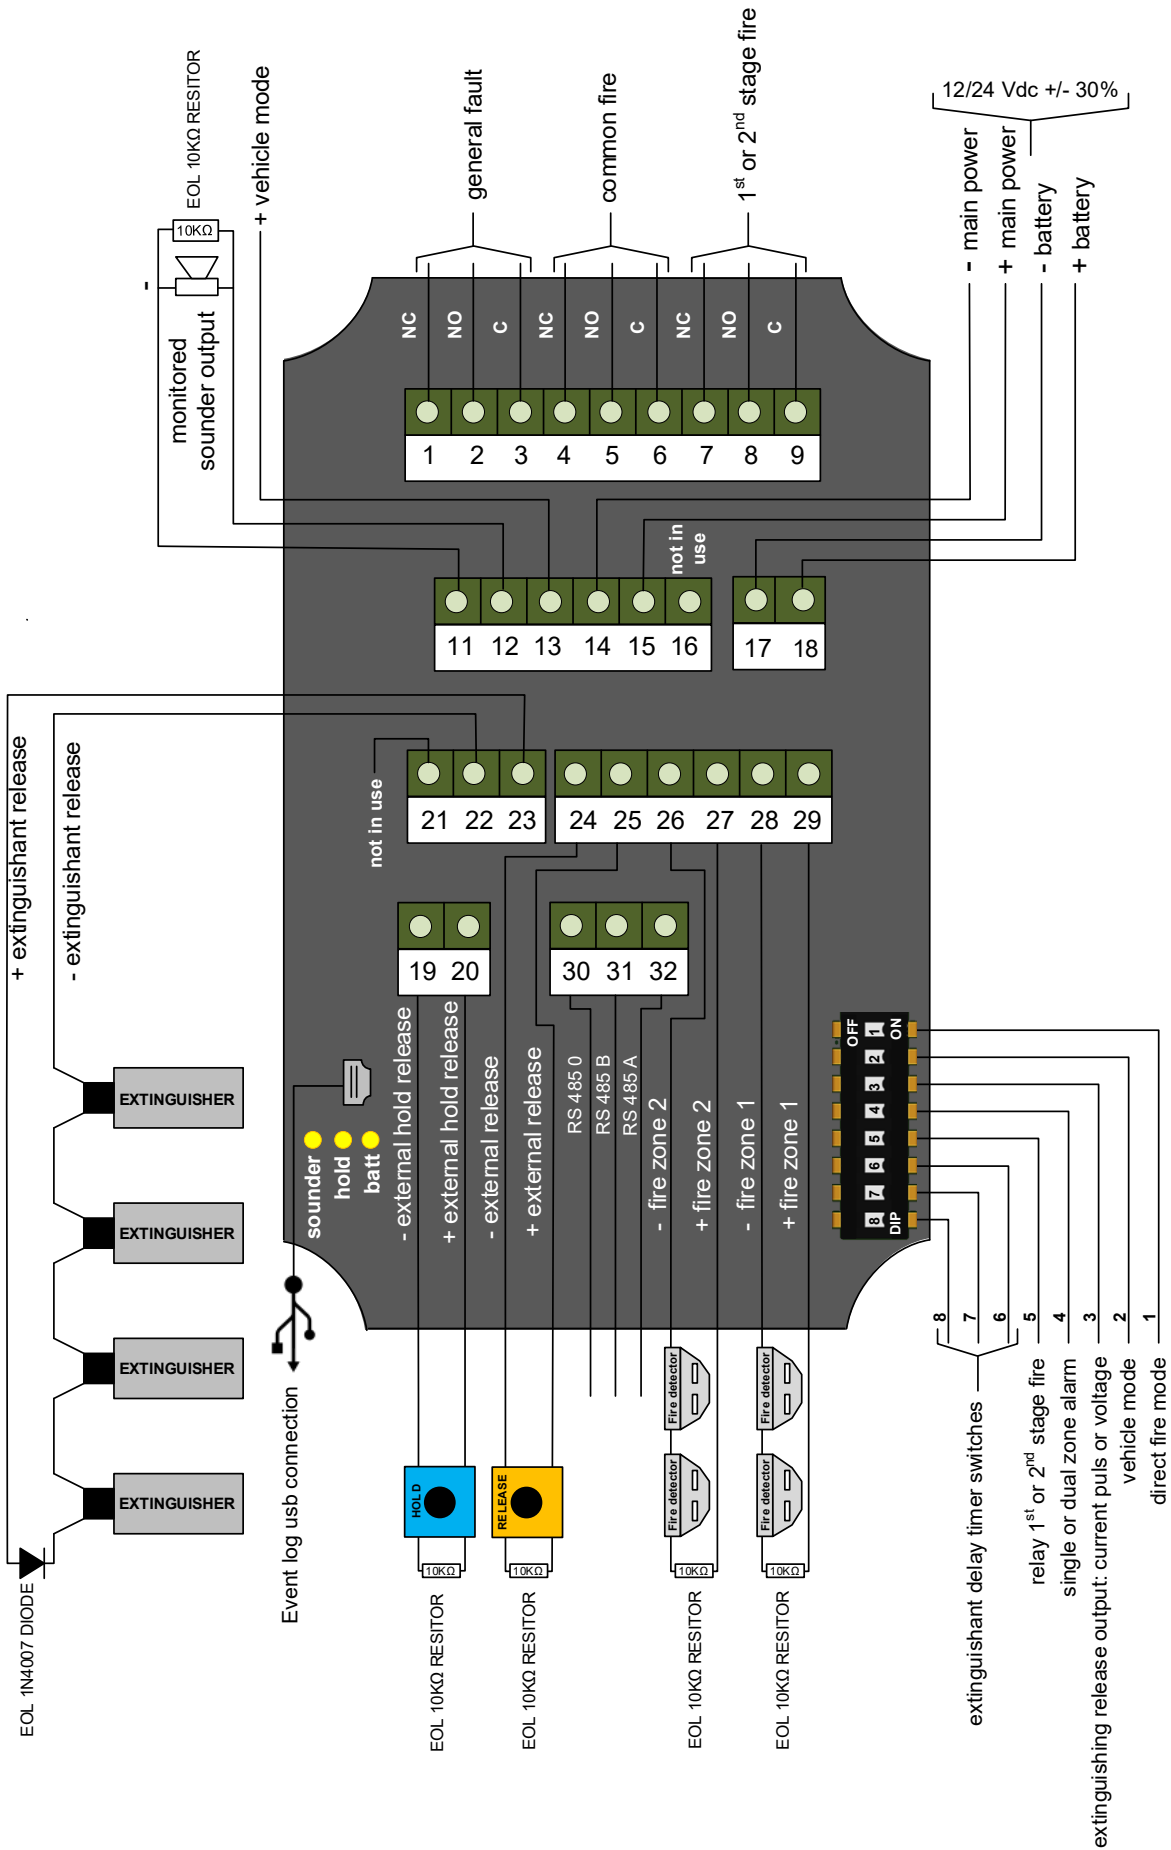 EOL 10KΩ RESITOR
10KΩ
-
monitored
sounder output
+ vehicle mode
general fault
common fire
1st or 2nd stage fire
12/24 Vdc +/- 30%
- main power
+ main power
- battery
+ battery
NC
NO
C
NC
NO
C
NC
NO
C
1 2 3 4 5 6 7 8 9
not in
use
11 12 13 14 15 16
17 18
+ extinguishant release
- extinguishant release
not in use
21 22 23
24 25 26 27 28 29
19 20
30 31 32
- external hold release
+ external hold release
- external release
+ external release
RS 485 0
RS 485 B
RS 485 A
- fire zone 2
+ fire zone 2
- fire zone 1
+ fire zone 1
sounder
hold
batt
OFF
ON
1
2
3
4
5
6
7
8
DIP
EXTINGUISHER
EXTINGUISHER
EXTINGUISHER
EXTINGUISHER
EOL 1N4007 DIODE
Event log usb connection
HOLD
RELEASE
Fire detector
Fire detector
Fire detector
Fire detector
10KΩ
10KΩ
10KΩ
10KΩ
EOL 10KΩ RESITOR
EOL 10KΩ RESITOR
EOL 10KΩ RESITOR
EOL 10KΩ RESITOR
8
7
6
extinguishant delay timer switches
5
relay 1st or 2nd stage fire
4
single or dual zone alarm
3
extinguishing release output: current puls or voltage
2
vehicle mode
1
direct fire mode